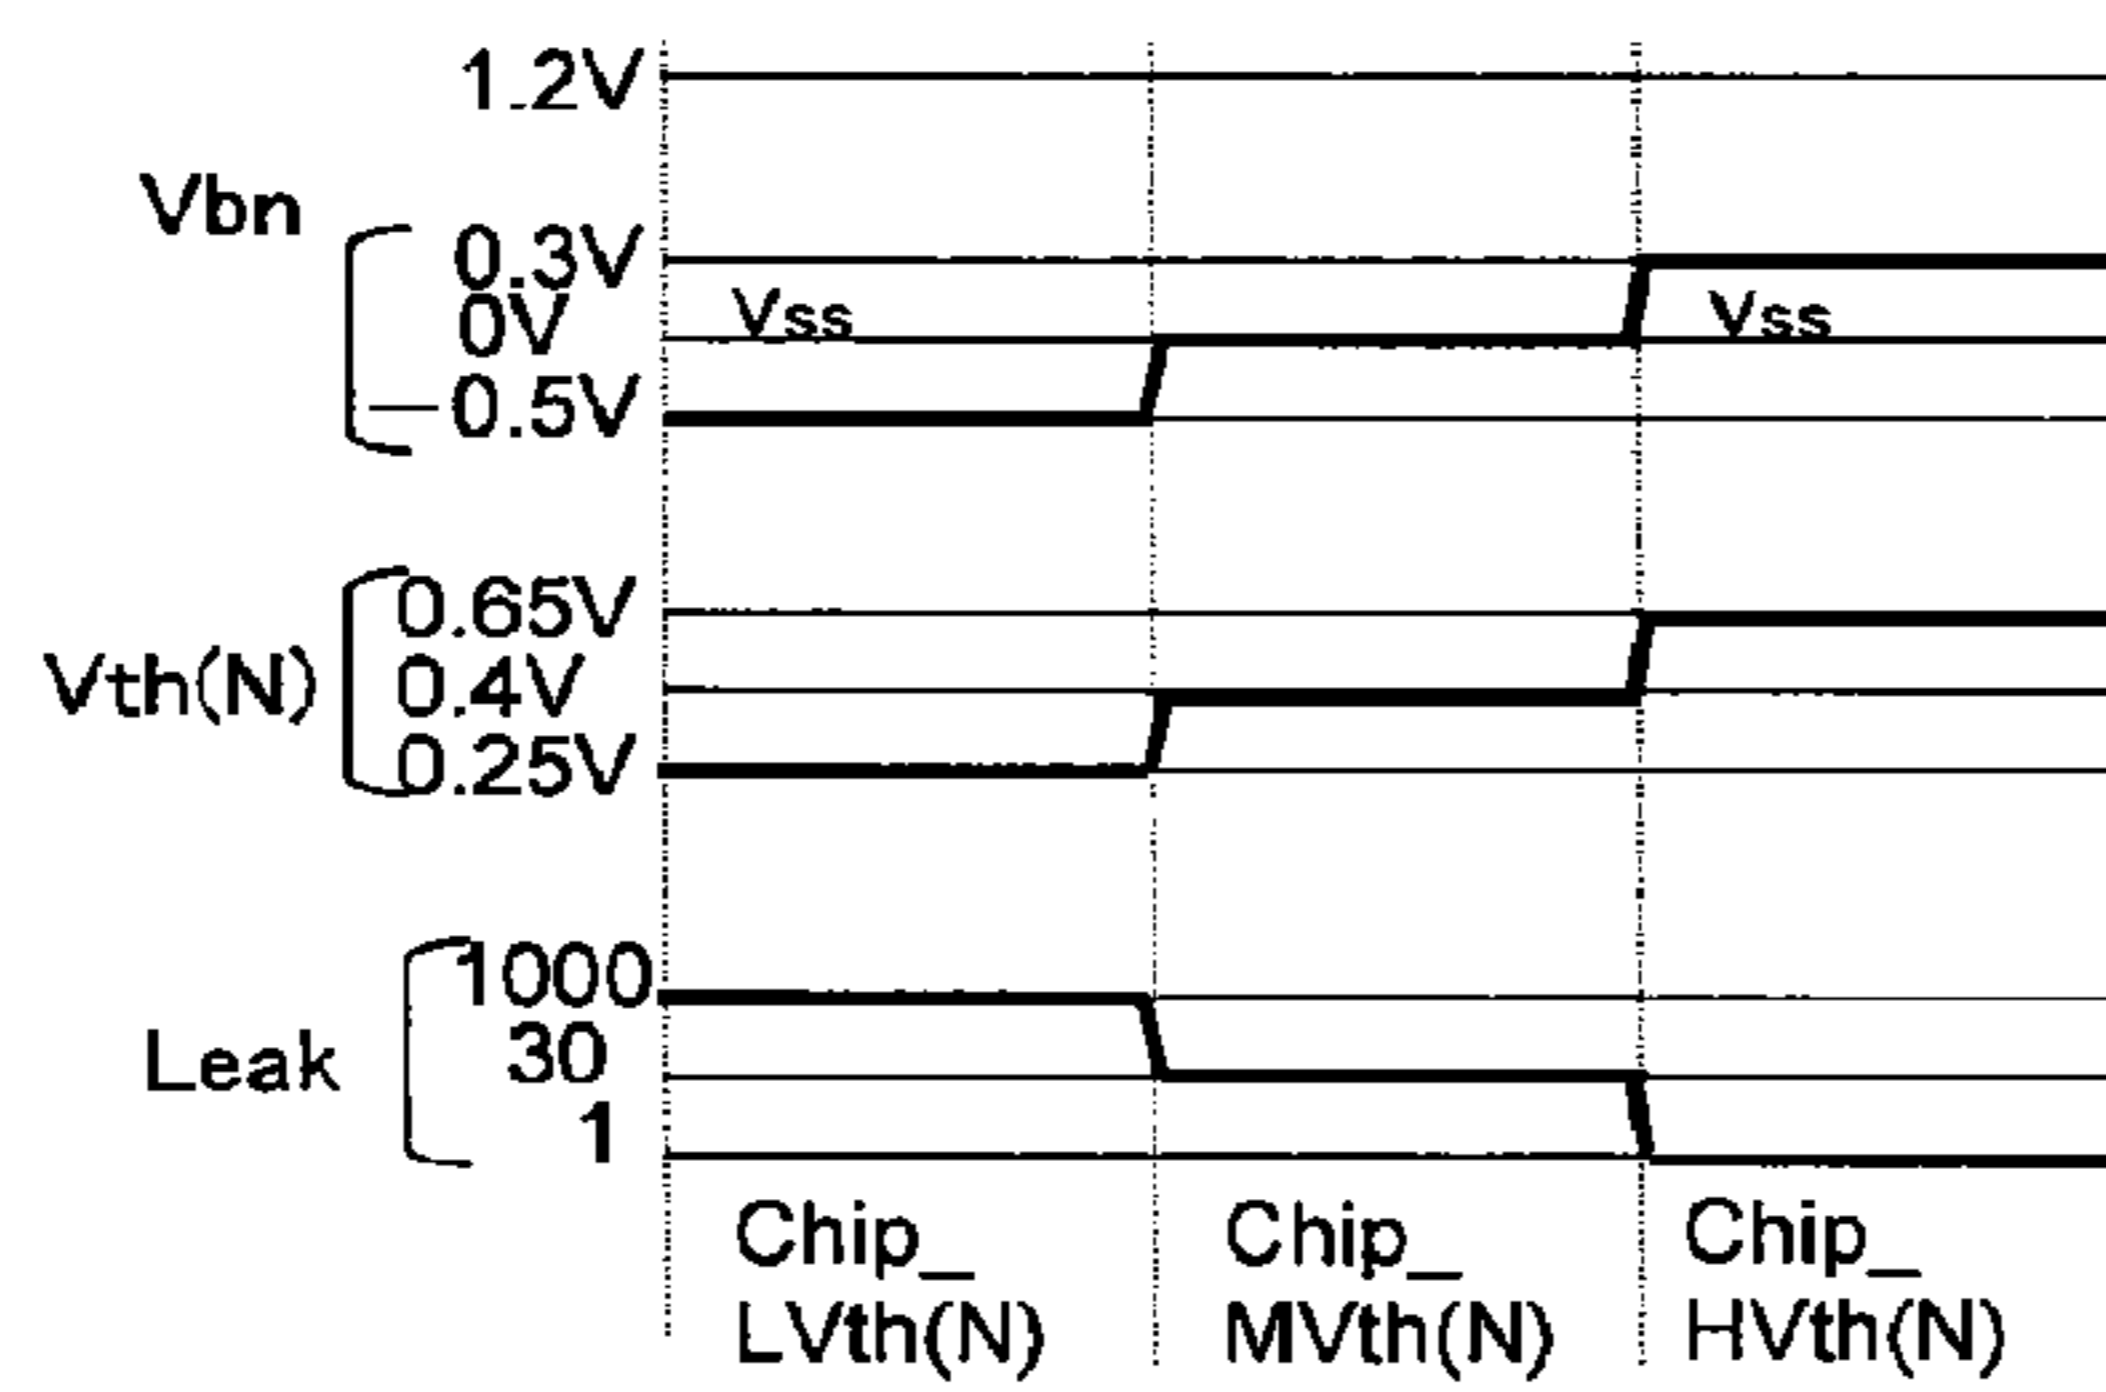 1.2V
Vbn
0.3V
Vss
Vss
0V
—0.5V
0.65V
Vth(N)
0.4V
0.25V
1000
Leak
30
1
Chip_
LVth(N)
Chip_
MVth(N)
Chip_
HVth(N)